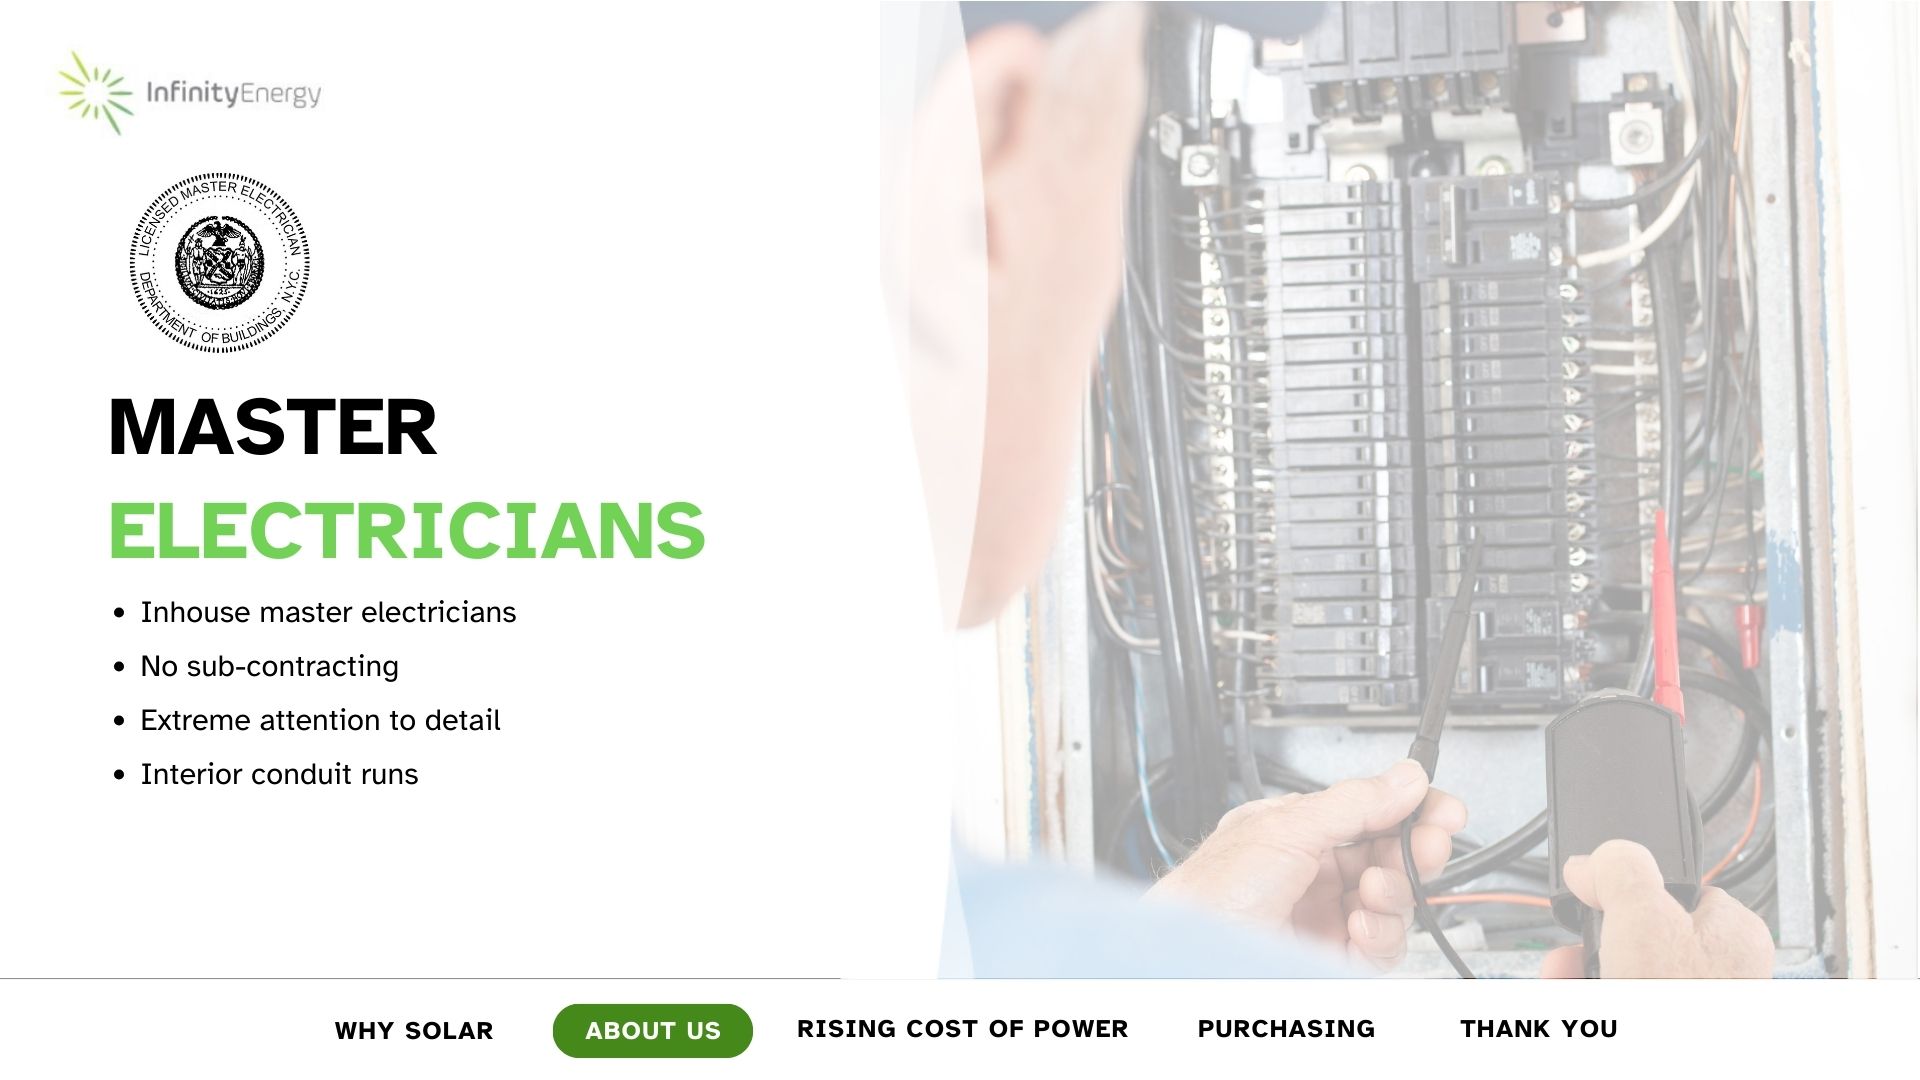 InfinityEnergy
LICENSED MASTER ELECTRICIAN
DEPARTMENT OF BUILDINGS, N.Y.C.
·1625·
MASTER
ELECTRICIANS
• Inhouse master electricians
• No sub-contracting
• Extreme attention to detail
• Interior conduit runs
WHY SOLAR
ABOUT US
RISING COST OF POWER
PURCHASING
THANK YOU